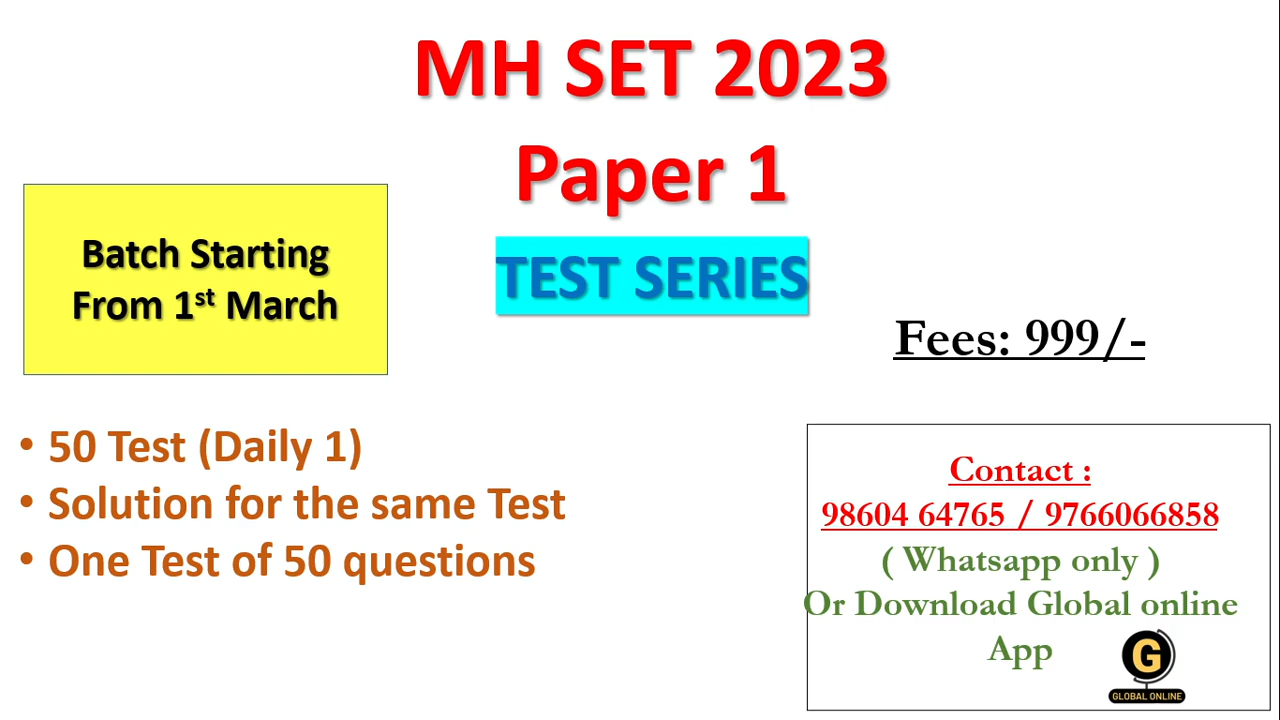 MH SET 2023
Paper 1
TEST SERIES
Batch Starting
From 1st March
Fees: 999/-
• 50 Test (Daily 1)
• Solution for the same Test
• One Test of 50 questions
Contact :
98604 64765 / 9766066858
( Whatsapp only )
Or Download Global online
App
G
GLOBAL ONLINE